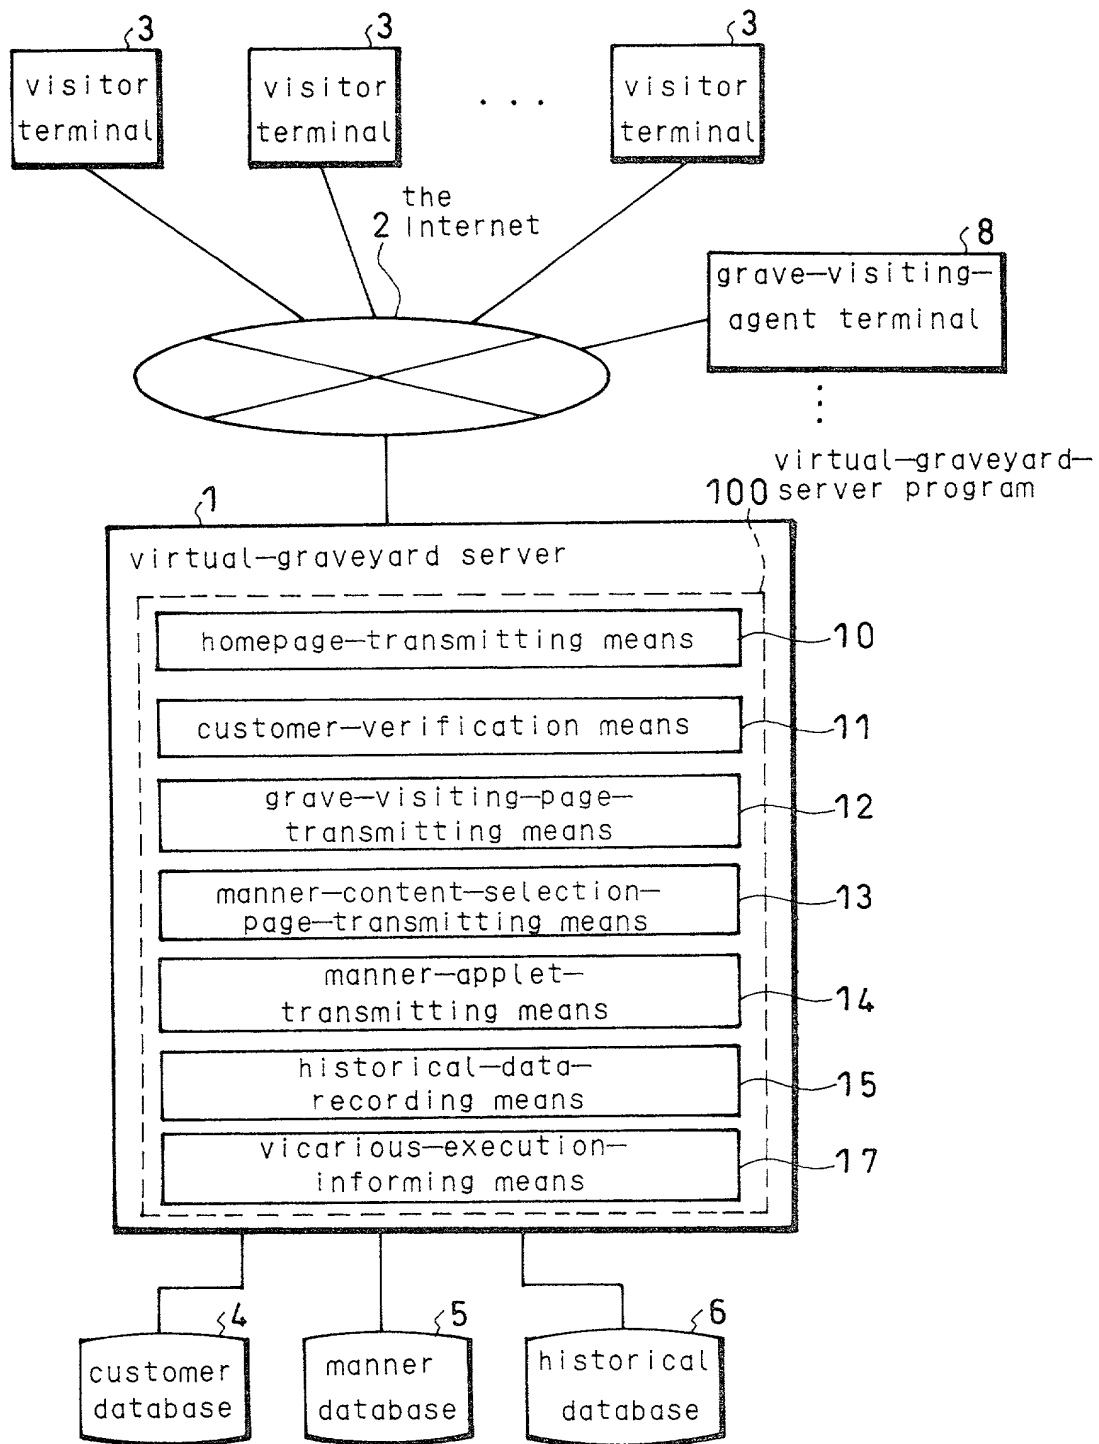 3
3
3
visitor
terminal
visitor
terminal
. . .
visitor
terminal
the
Internet
2
8
grave–visiting–
agent terminal
virtual–graveyard–
server program
100
1
virtual–graveyard server
homepage–transmitting means
10
customer–verification means
11
grave–visiting–page–
transmitting means
12
manner–content–selection–
page–transmitting means
13
manner–applet–
transmitting means
14
historical–data–
recording means
15
vicarious–execution–
informing means
17
4
customer
database
5
manner
database
6
historical
database